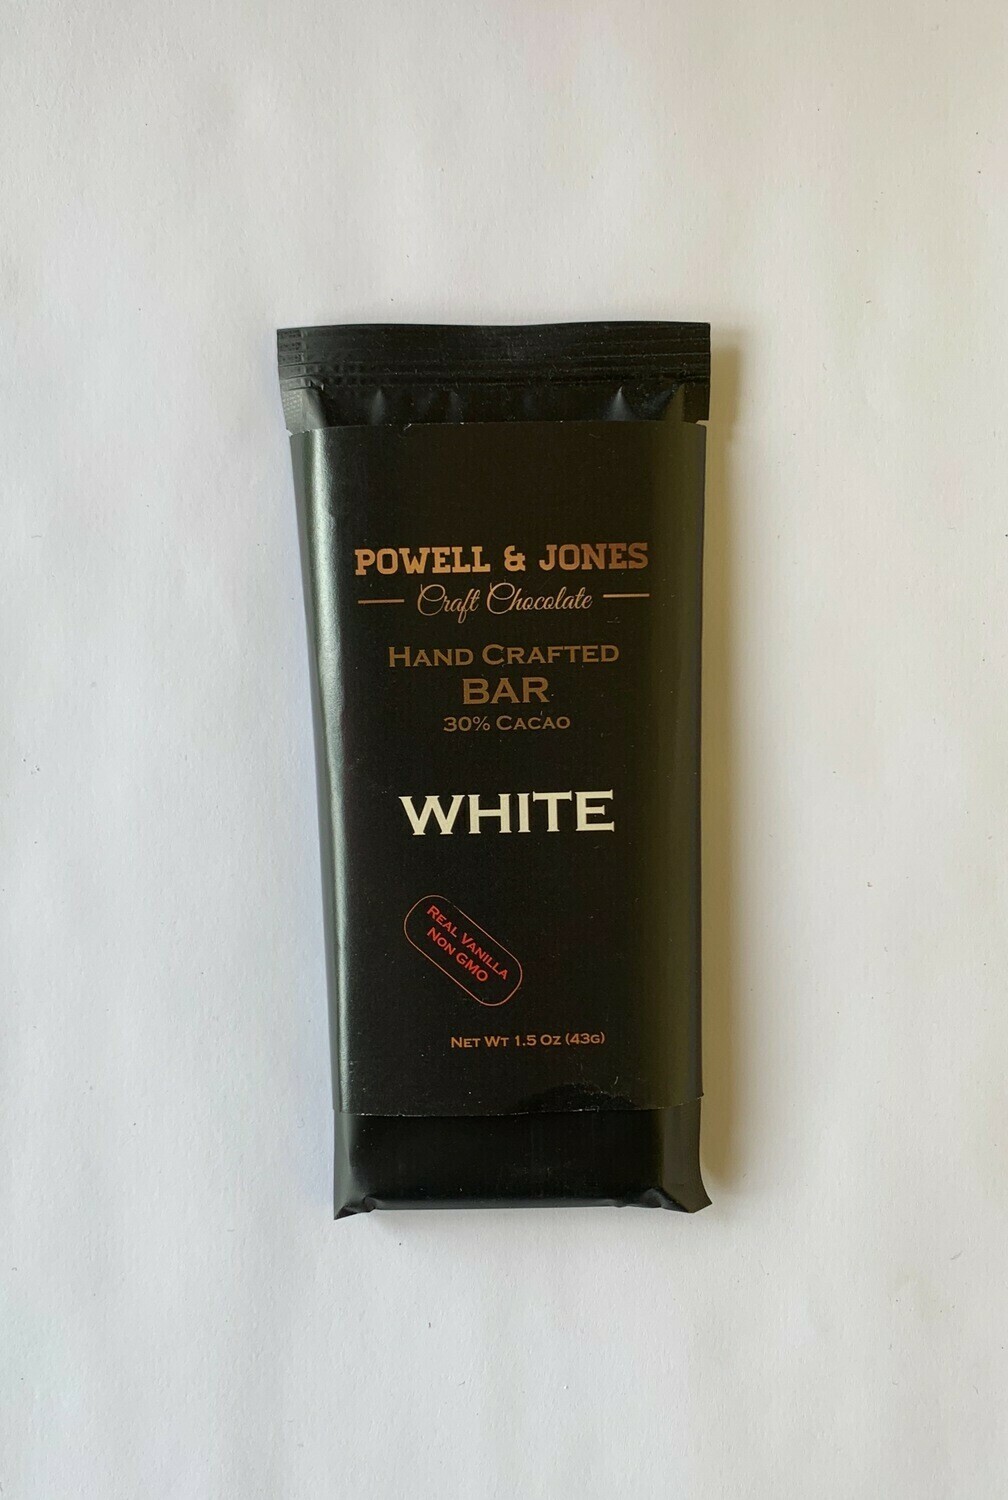 POWELL & JONES
Craft Chocolate
HAND CRAFTED
BAR
30% CACAO
WHITE
REAL VANILLA
NON GMO
NET WT 1.5 OZ (43G)